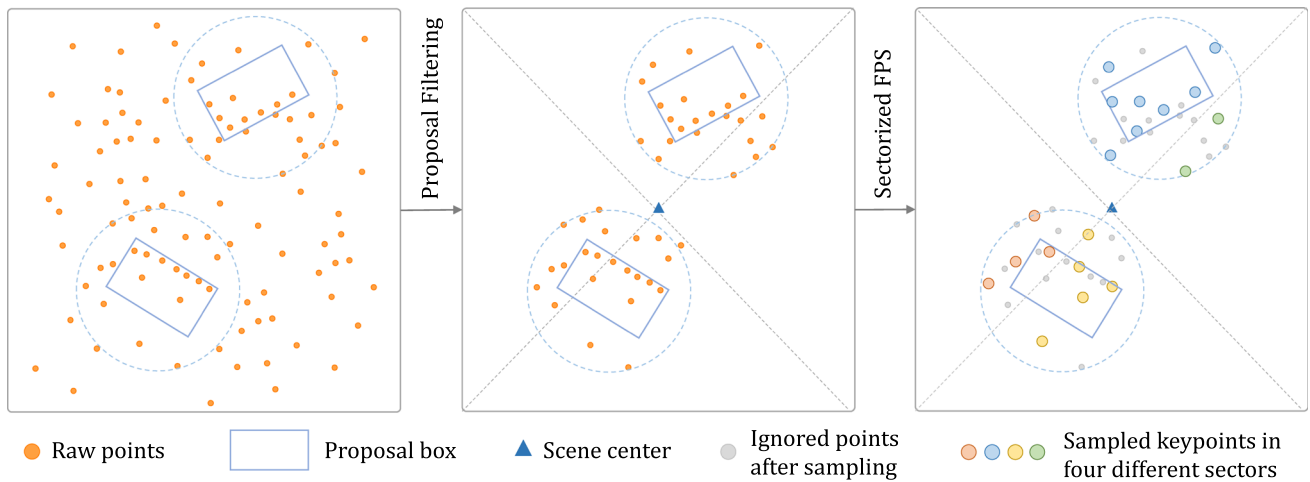 Proposal Filtering
Sectorized FPS
Raw points
Proposal box
Scene center
Ignored points
after sampling
Sampled keypoints in
four different sectors